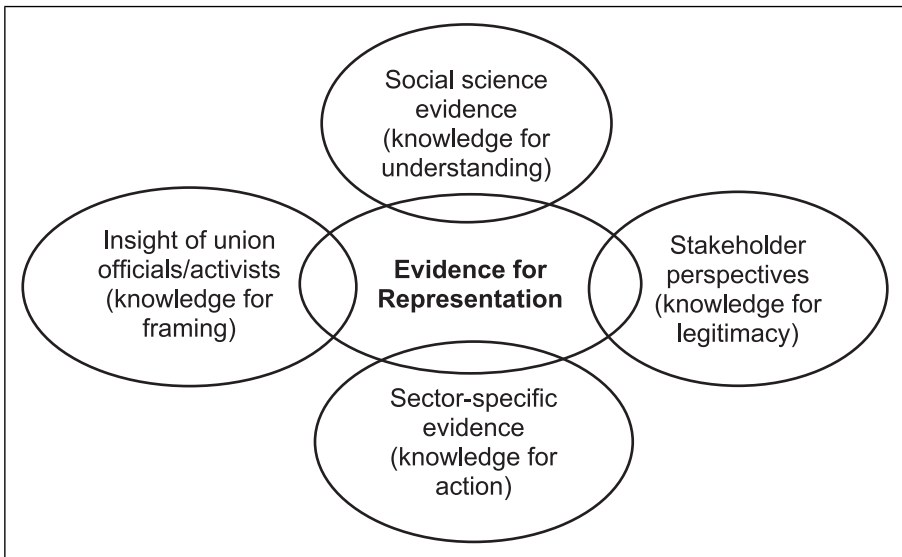 Social science
evidence
(knowledge for
understanding)
Insight of union
officials/activists
(knowledge for
framing)
Evidence for
Representation
Stakeholder
perspectives
(knowledge for
legitimacy)
Sector-specific
evidence
(knowledge for
action)